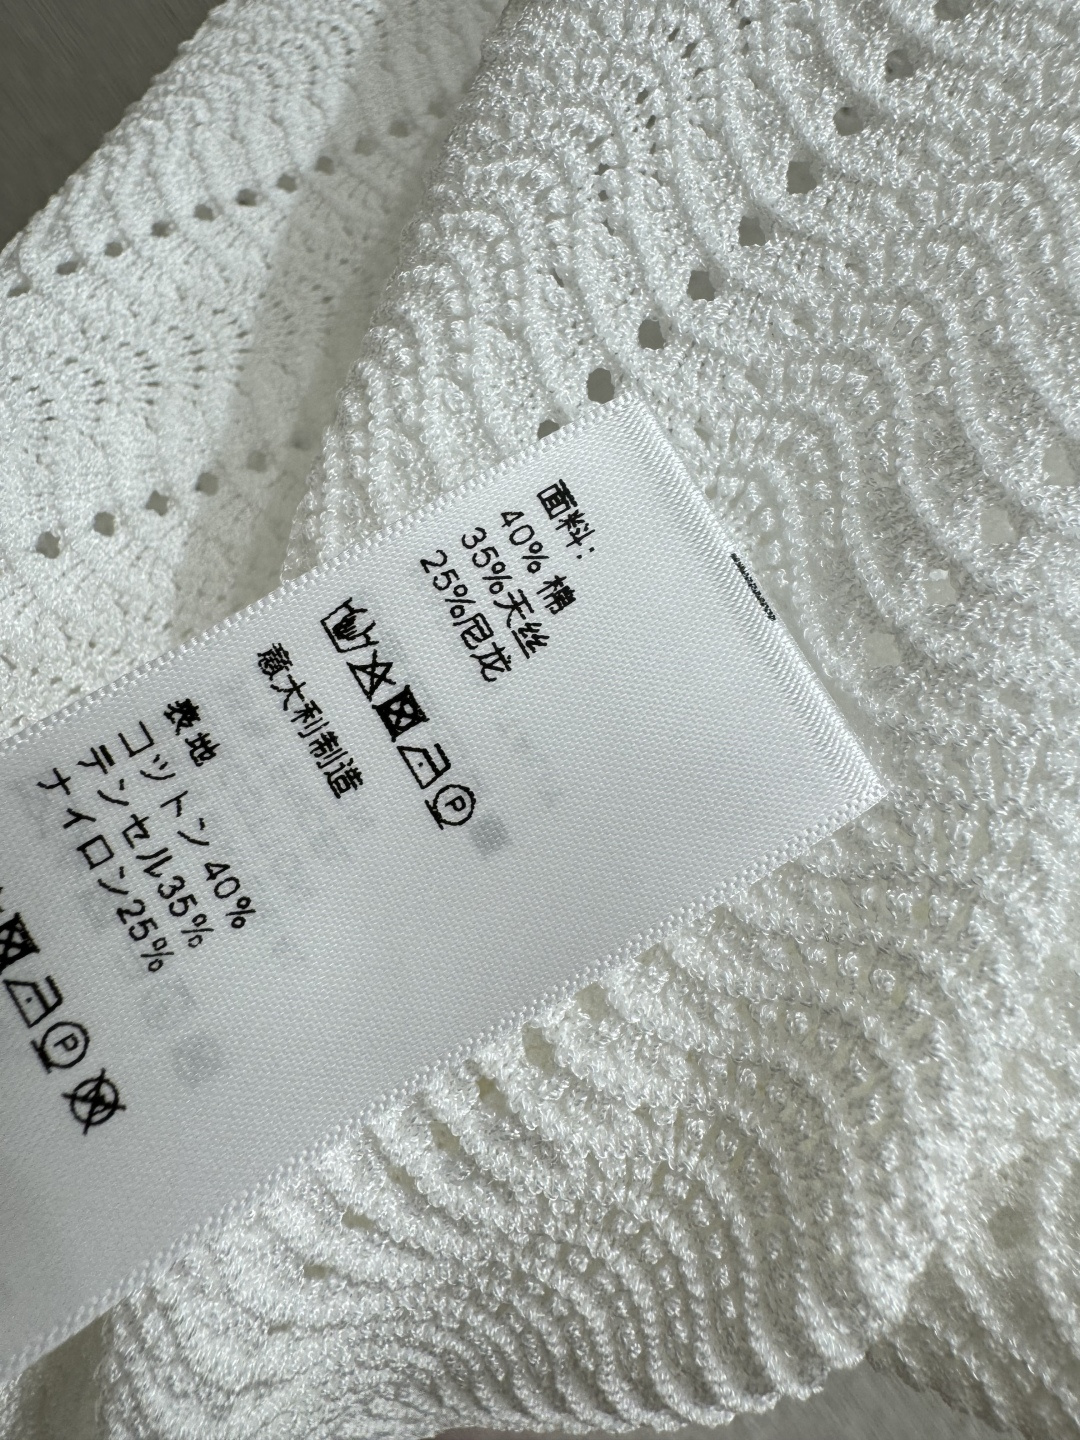 面料:
40% 棉
35%天丝
25%尼龙
P
意大利制造
表地
コットン 40%
テンセル35%
ナイロン25%
P